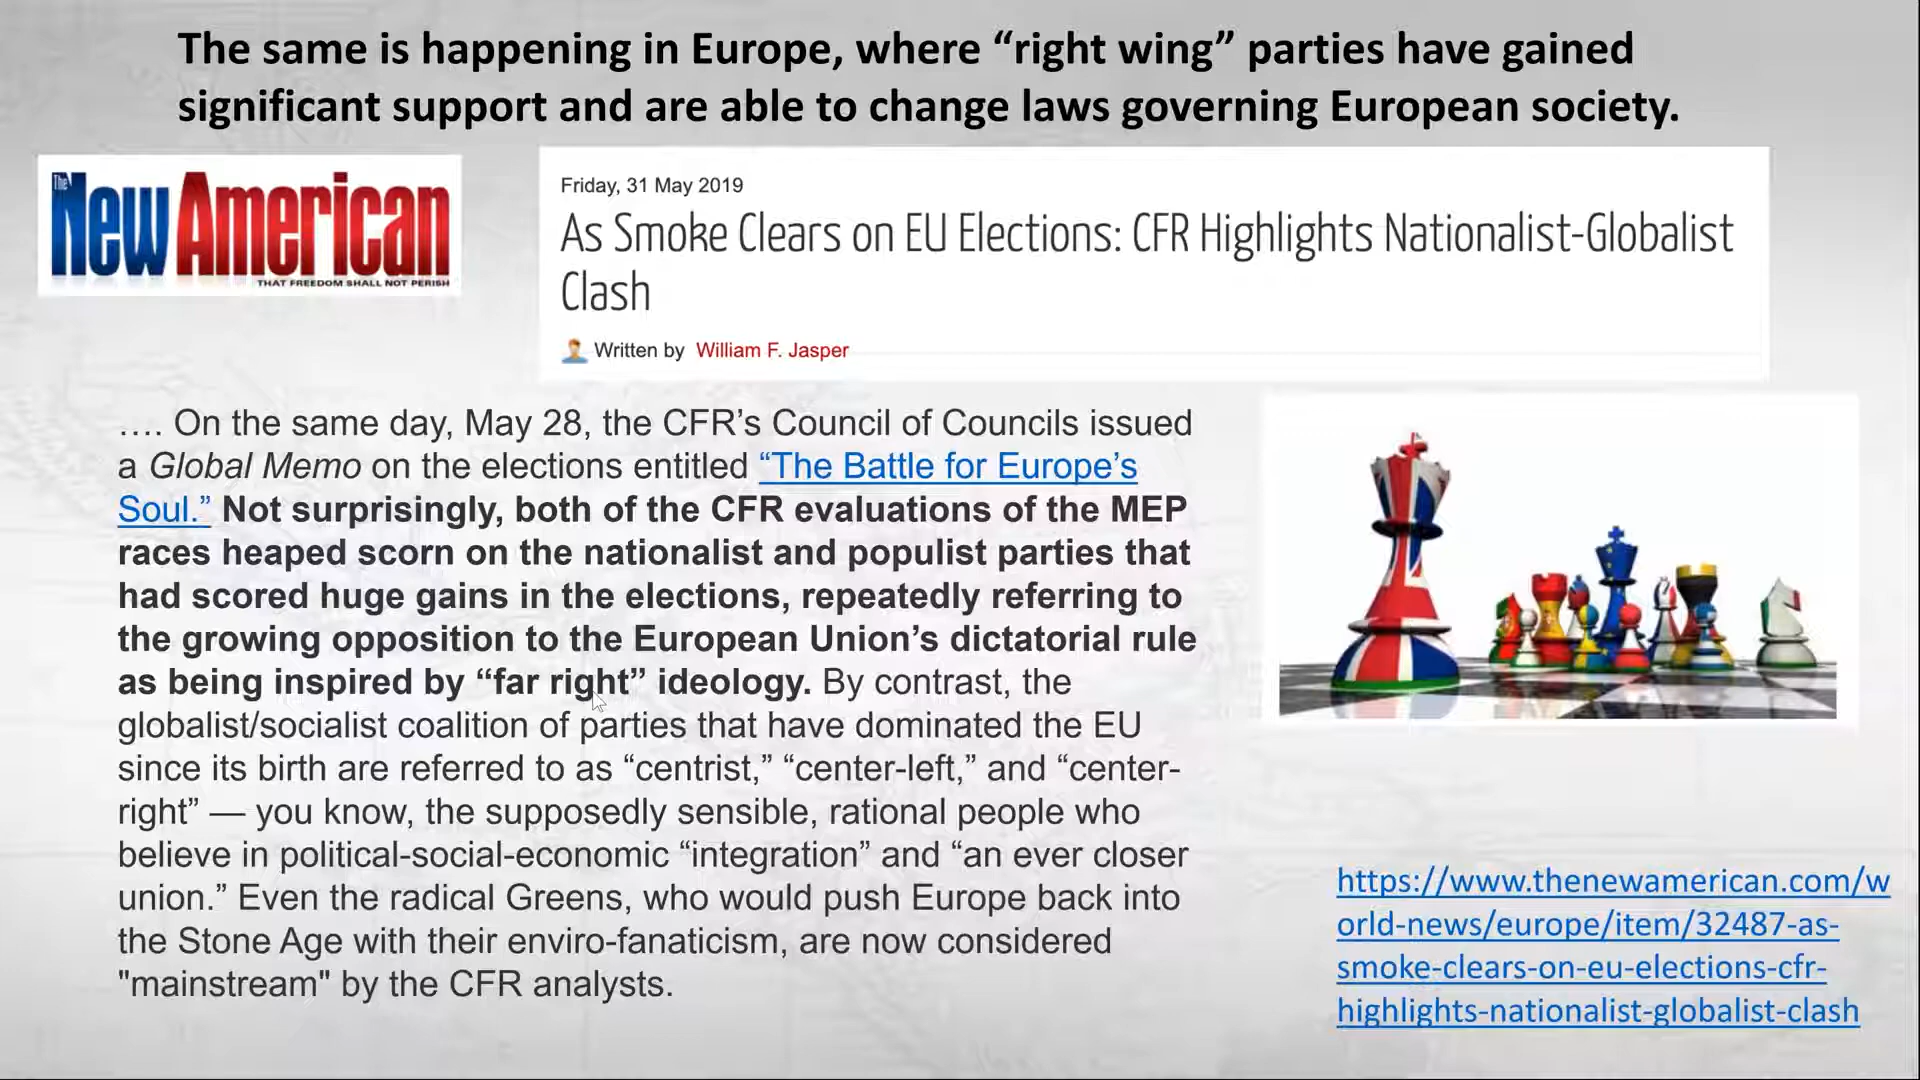 The same is happening in Europe, where “right wing” parties have gained
significant support and are able to change laws governing European society.
The New American
THAT FREEDOM SHALL NOT PERISH
Friday, 31 May 2019
As Smoke Clears on EU Elections: CFR Highlights Nationalist-Globalist
Clash
Written by William F. Jasper
.... On the same day, May 28, the CFR’s Council of Councils issued
a Global Memo on the elections entitled “The Battle for Europe’s
Soul.” Not surprisingly, both of the CFR evaluations of the MEP
races heaped scorn on the nationalist and populist parties that
had scored huge gains in the elections, repeatedly referring to
the growing opposition to the European Union’s dictatorial rule
as being inspired by “far right” ideology. By contrast, the
globalist/socialist coalition of parties that have dominated the EU
since its birth are referred to as “centrist,” “center-left,” and “center-
right” — you know, the supposedly sensible, rational people who
believe in political-social-economic “integration” and “an ever closer
union.” Even the radical Greens, who would push Europe back into
the Stone Age with their enviro-fanaticism, are now considered
"mainstream" by the CFR analysts.
https://www.thenewamerican.com/w
orld-news/europe/item/32487-as-
smoke-clears-on-eu-elections-cfr-
highlights-nationalist-globalist-clash